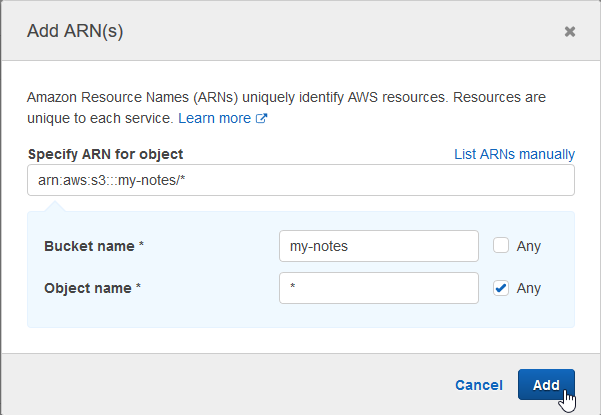 Add ARN(s)
Amazon Resource Names (ARNs) uniquely identify AWS resources. Resources are
unique to each service. Learn more
Specify ARN for object List ARNs manually
arn:aws:s3:::my-notes/*
Bucket name * my-notes Any
Object name * * Any
Cancel Add